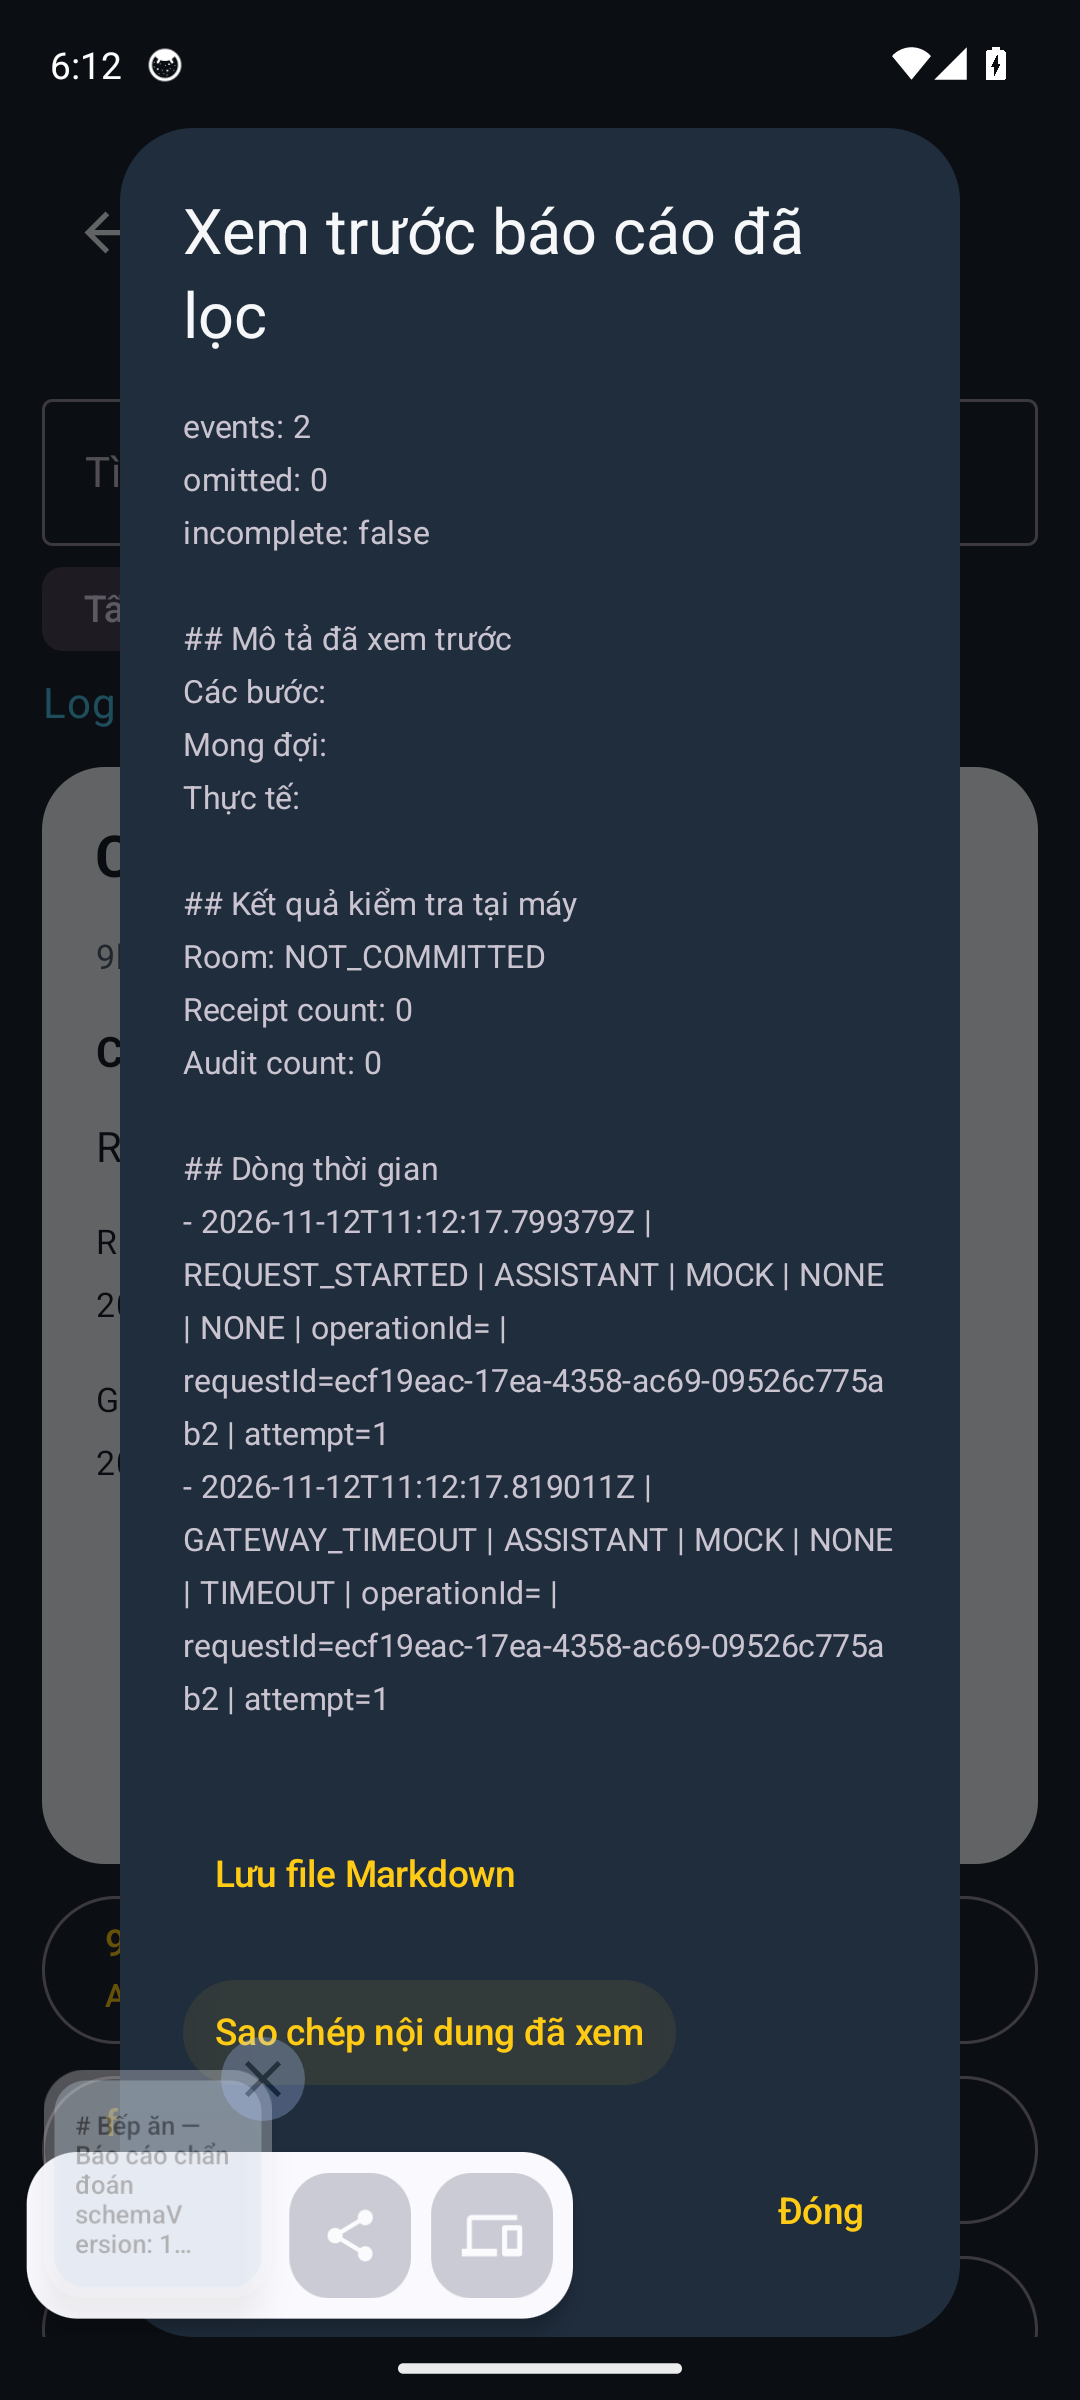 6:12
Xem trước báo cáo đã
lọc
events: 2
omitted: 0
incomplete: false
## Mô tả đã xem trước
Các bước:
Mong đợi:
Thực tế:
## Kết quả kiểm tra tại máy
Room: NOT_COMMITTED
Receipt count: 0
Audit count: 0
## Dòng thời gian
- 2026-11-12T11:12:17.799379Z |
REQUEST_STARTED | ASSISTANT | MOCK | NONE
| NONE | operationId= |
requestId=ecf19eac-17ea-4358-ac69-09526c775a
b2 | attempt=1
- 2026-11-12T11:12:17.819011Z |
GATEWAY_TIMEOUT | ASSISTANT | MOCK | NONE
| TIMEOUT | operationId= |
requestId=ecf19eac-17ea-4358-ac69-09526c775a
b2 | attempt=1
Lưu file Markdown
Sao chép nội dung đã xem
# Bếp ăn —
Báo cáo chẩn
đoán
schemaV
ersion: 1...
Đóng
Log